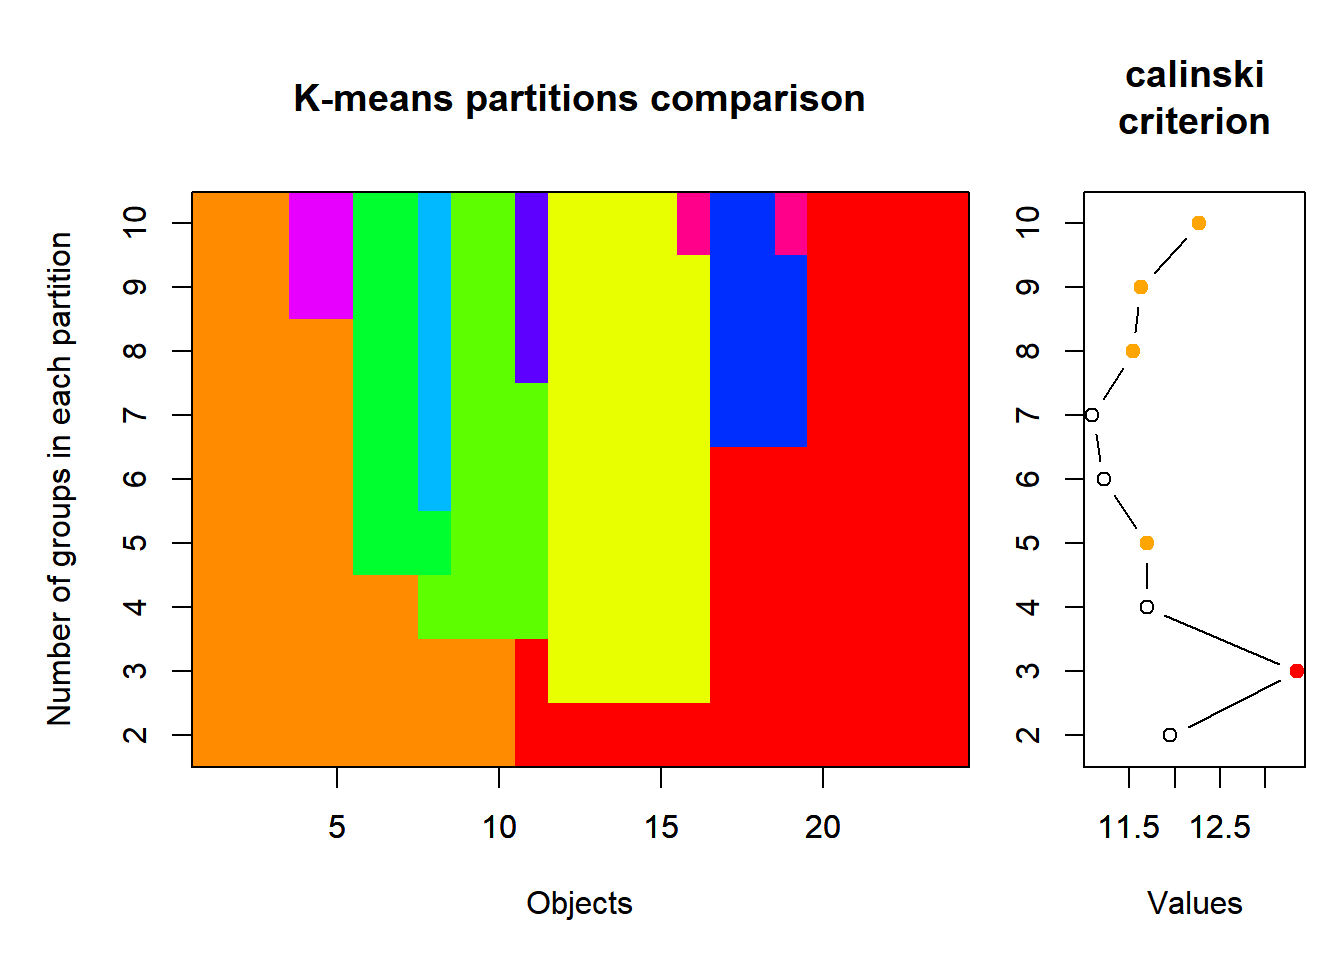 K-means partitions comparison
calinski
criterion
Number of groups in each partition
10
9
8
7
6
5
4
3
2
5 10 15 20
Objects
10
9
8
7
6
5
4
3
2
11.5 12.5
Values